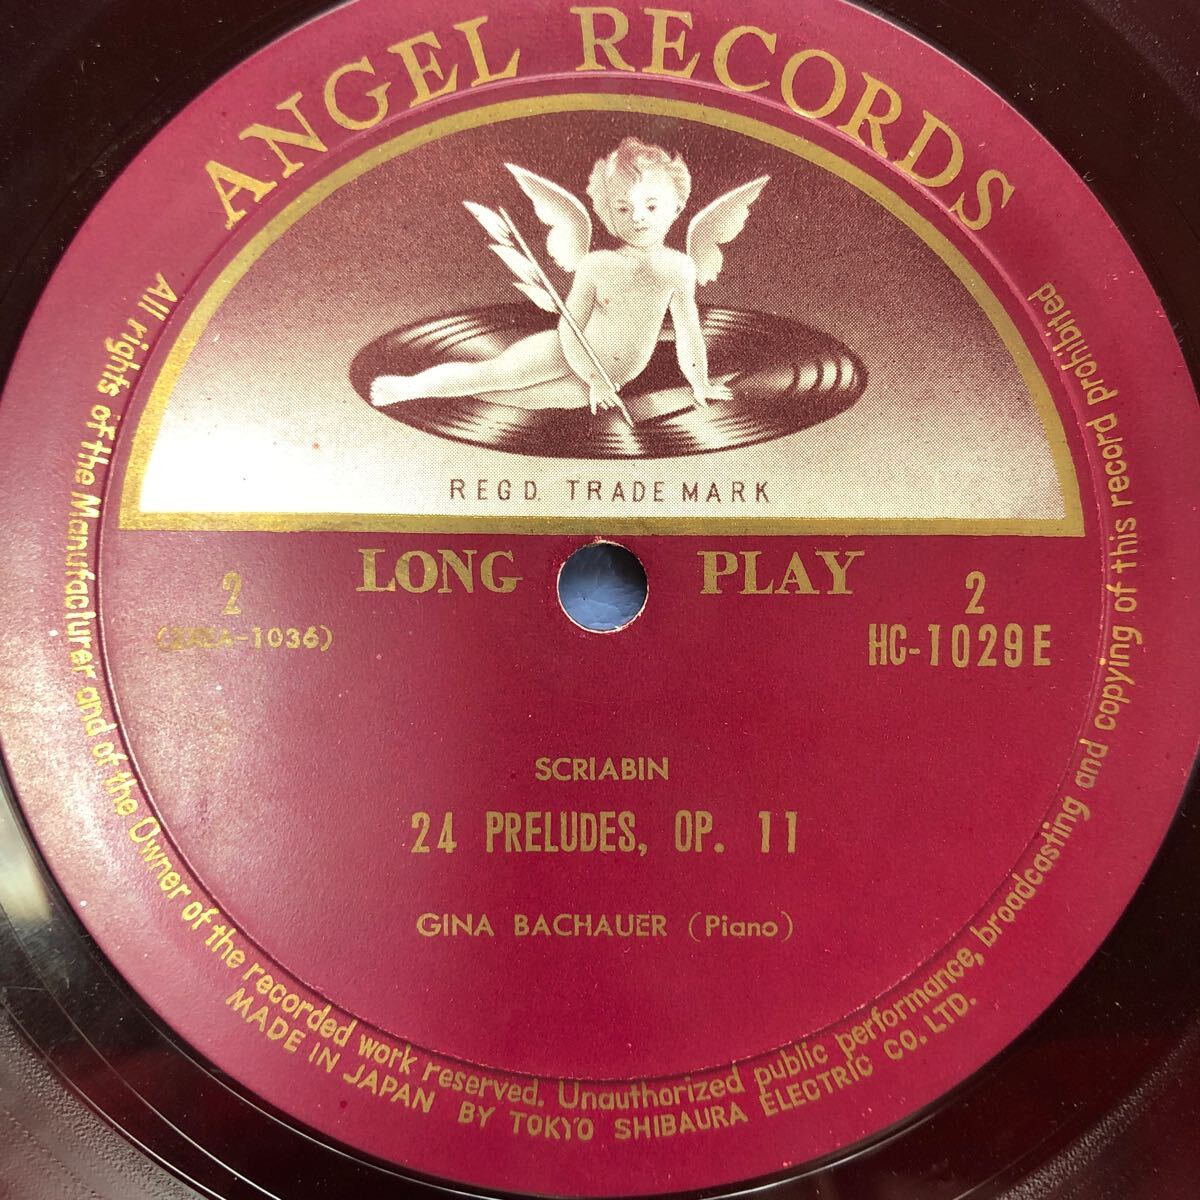 ANGEL RECORDS
REGD. TRADE MARK
LONG PLAY
2
2
-1036)
HC-1029E
SCRIABIN
24 PRELUDES, OP. 11
GINA BACHAUER (Piano)
All rights of the Manufacturer and of the Owner of the recorded work reserved. Unauthorized public performance, broadcasting and copying of this record prohibited
MADE IN JAPAN BY TOKYO SHIBAURA ELECTRIC CO. LTD.